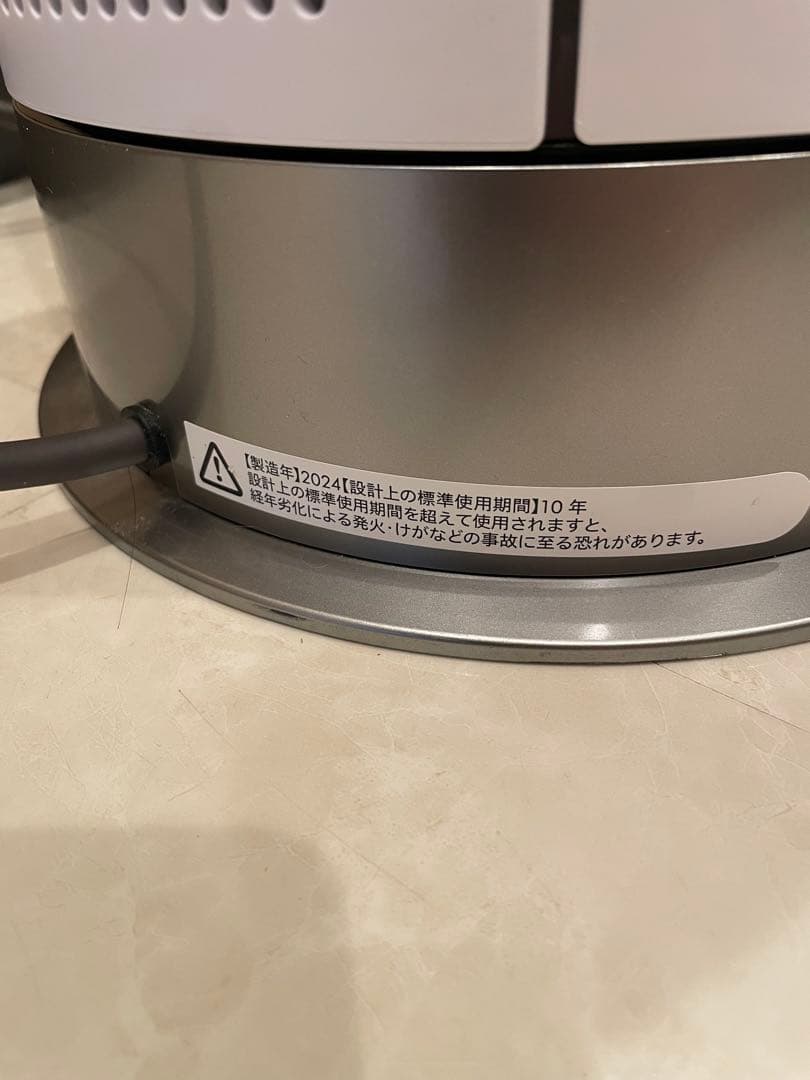 【製造年】2024【設計上の標準使用期間】10 年
設計上の標準使用期間を超えて使用されますと、
経年劣化による発火・けがなどの事故に至る恐れがあります。